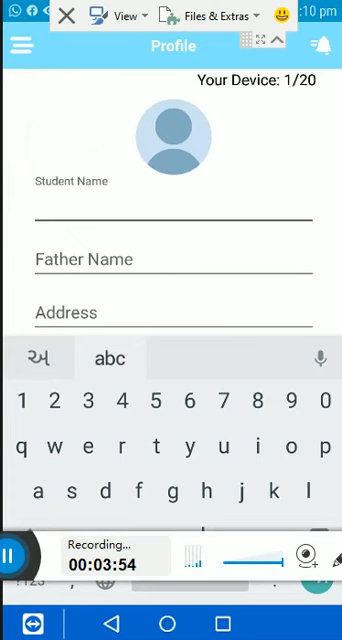 View
Files & Extras
:10 pm
Profile
Your Device: 1/20
Student Name
Father Name
Address
અ
abc
1 2 3 4 5 6 7 8 9 0
q w e r t y u i o p
a s d f g h j k l
Recording...
00:03:54